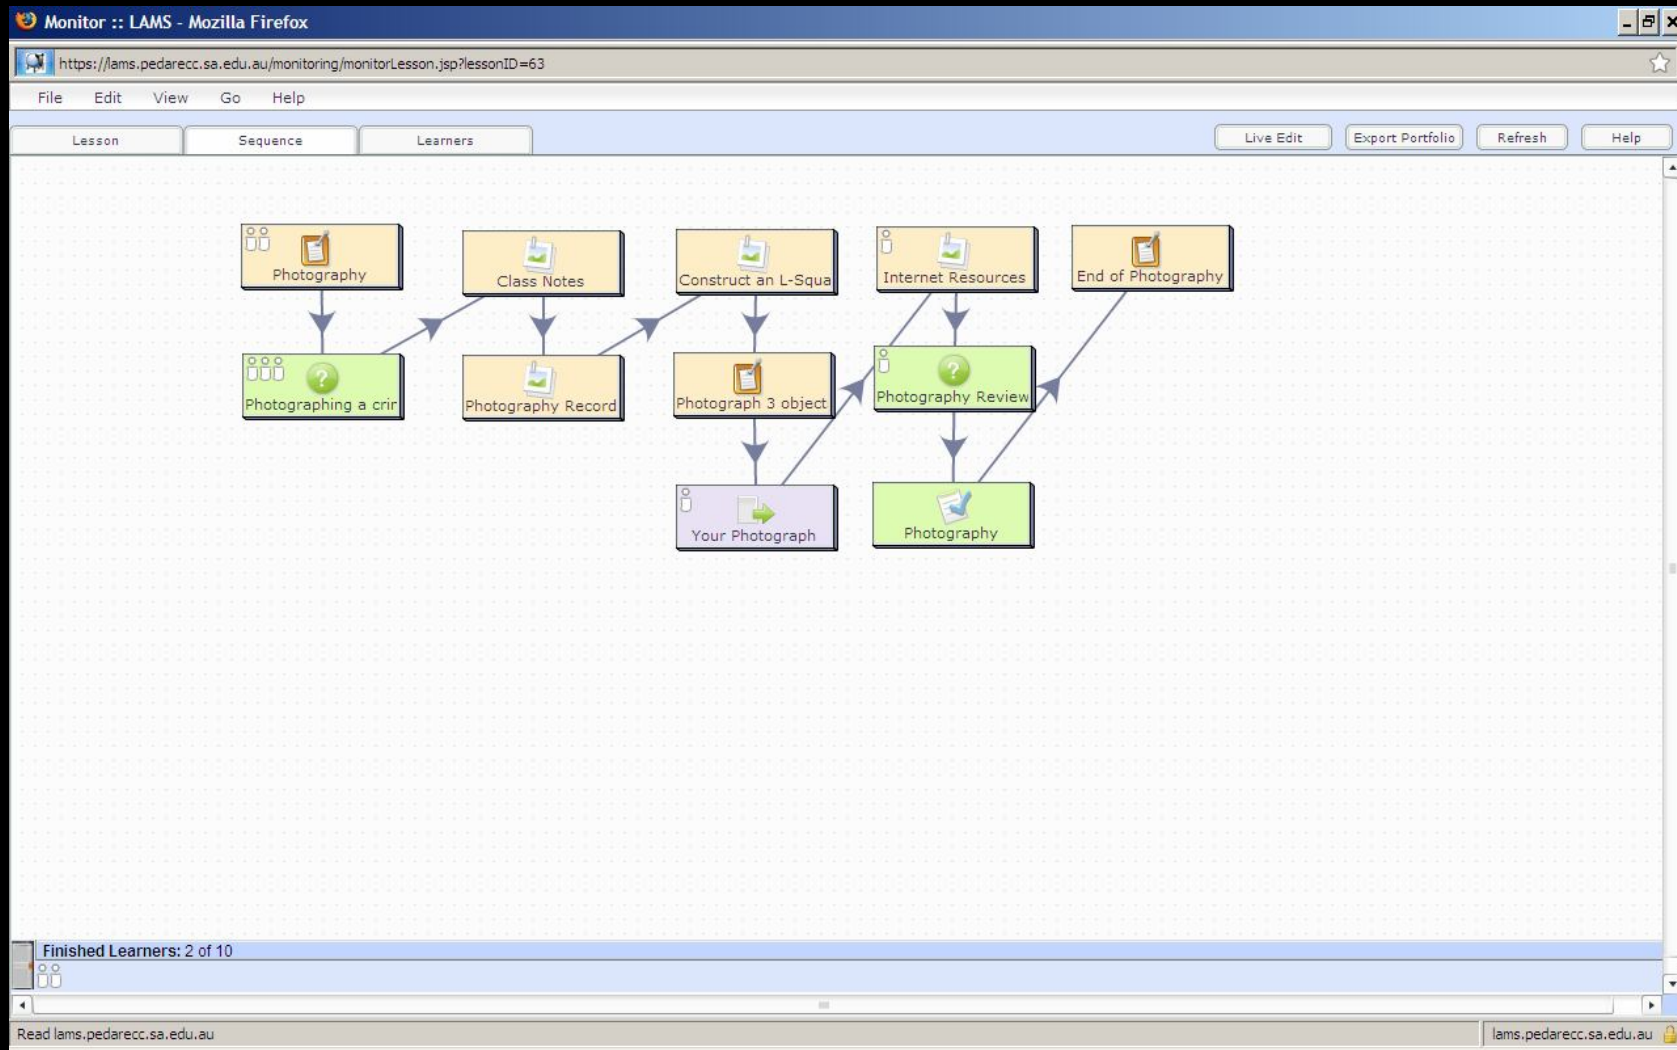 Monitor :: LAMS - Mozilla Firefox
https://lams.pedarecc.sa.edu.au/monitoring/monitorLesson.jsp?lessonID=63
File Edit View Go Help
Lesson Sequence Learners Live Edit Export Portfolio Refresh Help
Photography
Class Notes
Construct an L-Squa
Internet Resources
End of Photography
Photographing a crir
Photography Record
Photograph 3 object
Photography Review
Your Photograph
Photography
Finished Learners: 2 of 10
Read lams.pedarecc.sa.edu.au lams.pedarecc.sa.edu.au